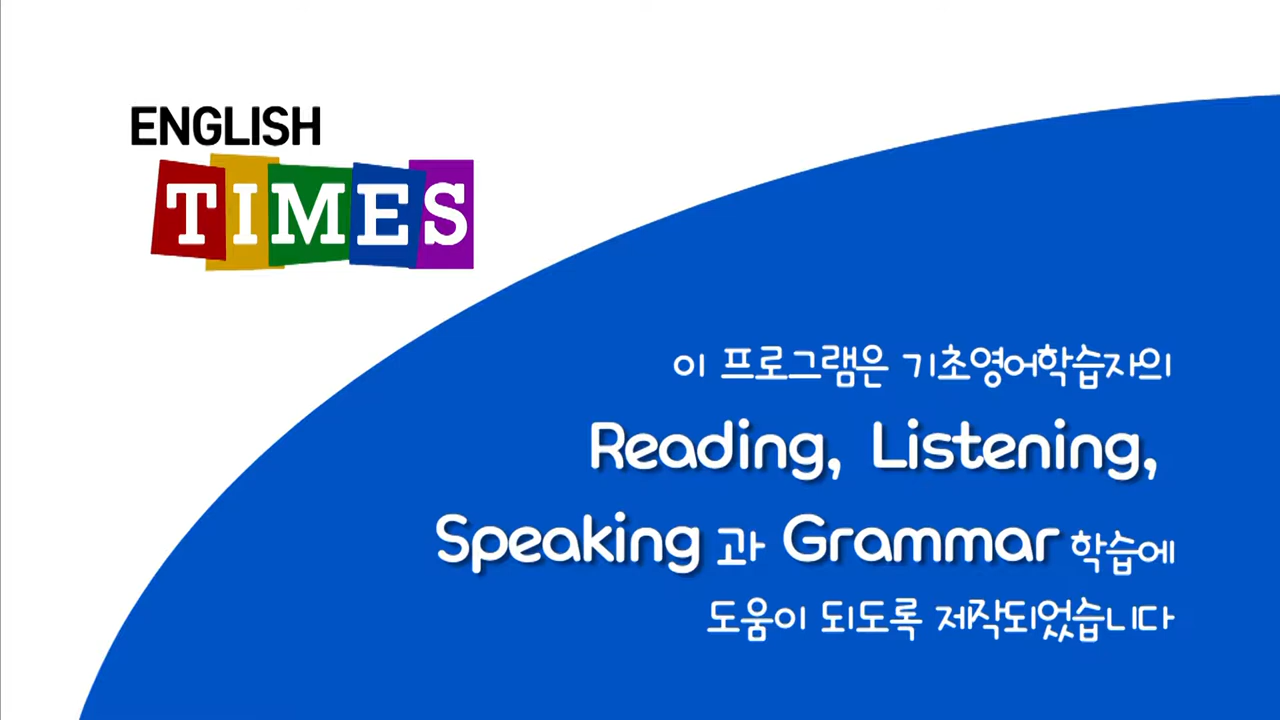 ENGLISH
TIMES
이 프로그램은 기초영어학습자의
Reading, Listening,
Speaking 과 Grammar 학습에
도움이 되도록 제작되었습니다